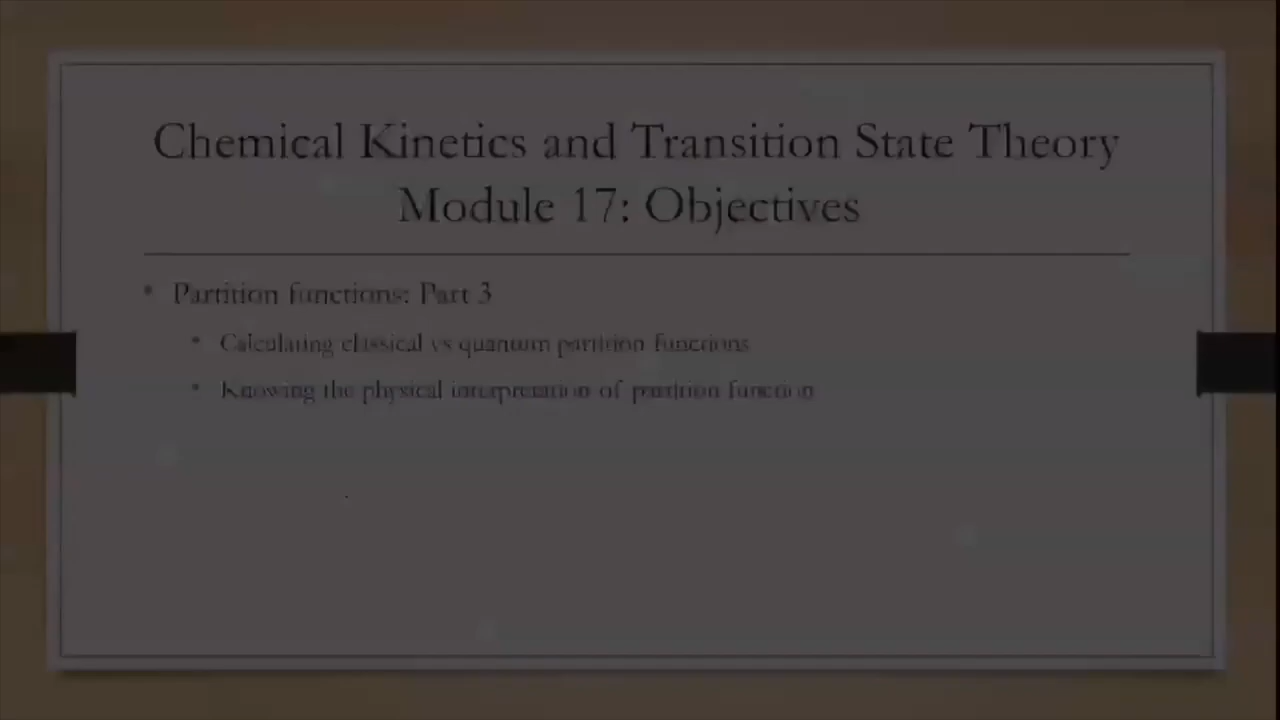 Chemical Kinetics and Transition State Theory
Module 17: Objectives
• Partition functions: Part 3
• Calculating classical vs quantum partition functions
• Knowing the physical interpretation of partition function